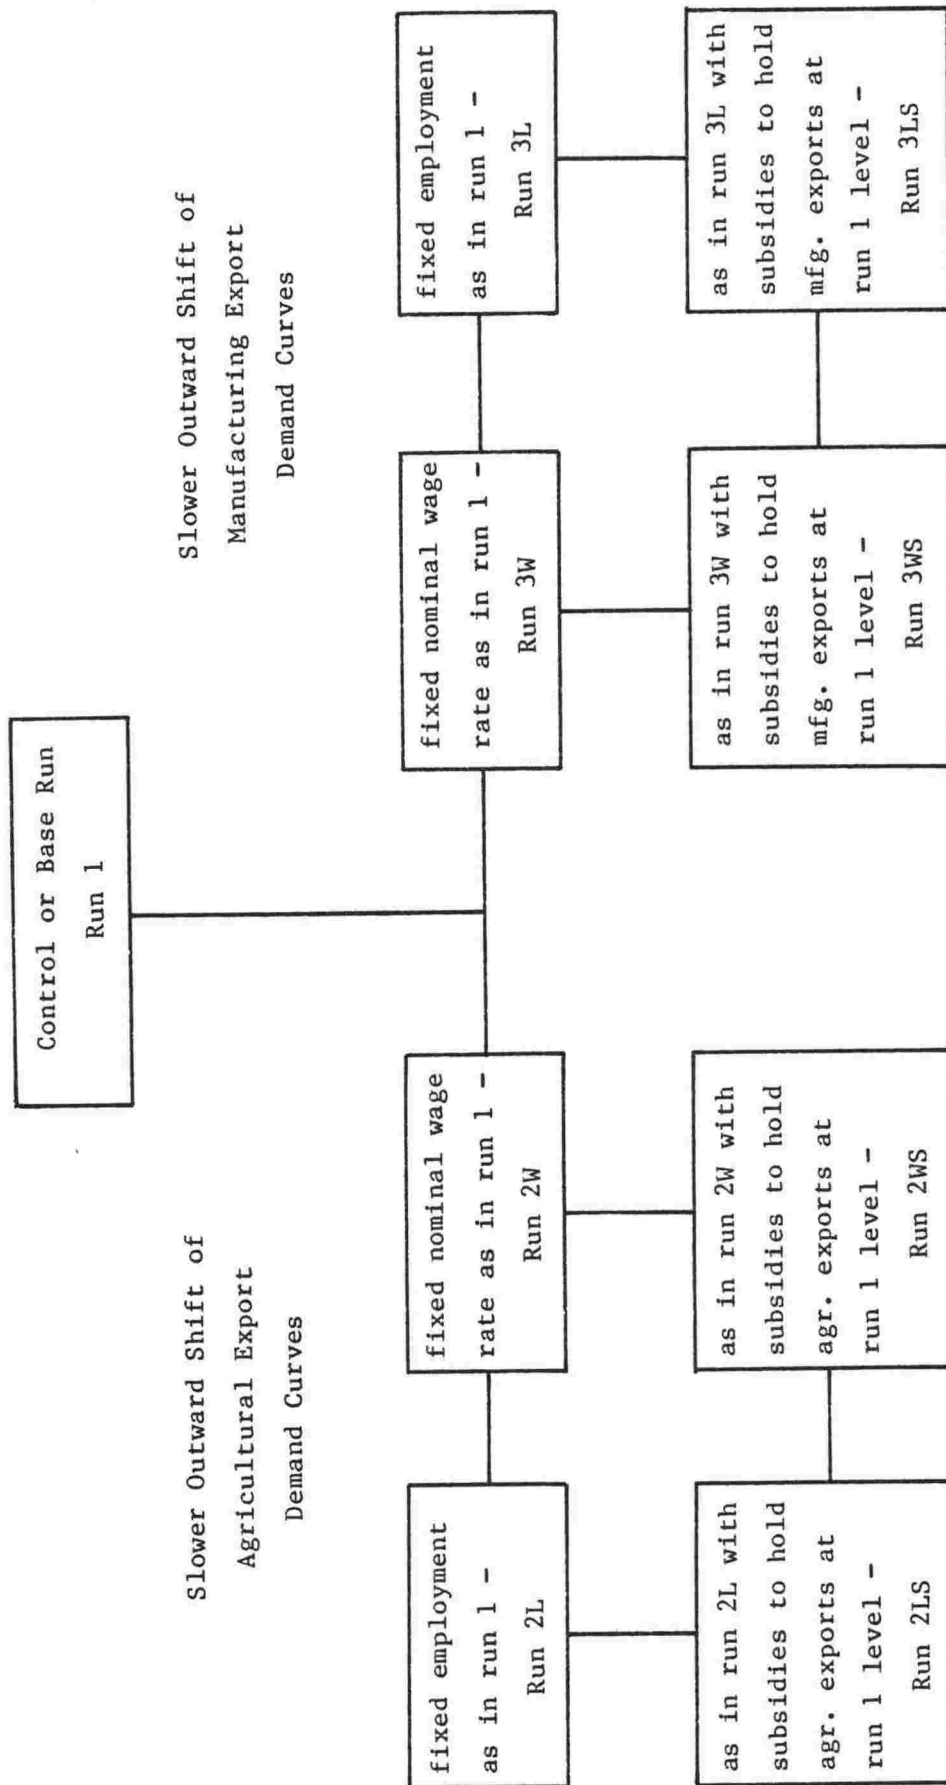 Control or Base Run
Run 1
Slower Outward Shift of
Agricultural Export
Demand Curves
Slower Outward Shift of
Manufacturing Export
Demand Curves
fixed employment
as in run 1 -
Run 2L
fixed nominal wage
rate as in run 1 -
Run 2W
fixed nominal wage
rate as in run 1 -
Run 3W
fixed employment
as in run 1 -
Run 3L
as in run 2L with
subsidies to hold
agr. exports at
run 1 level -
Run 2LS
as in run 2W with
subsidies to hold
agr. exports at
run 1 level -
Run 2WS
as in run 3W with
subsidies to hold
mfg. exports at
run 1 level -
Run 3WS
as in run 3L with
subsidies to hold
mfg. exports at
run 1 level -
Run 3LS